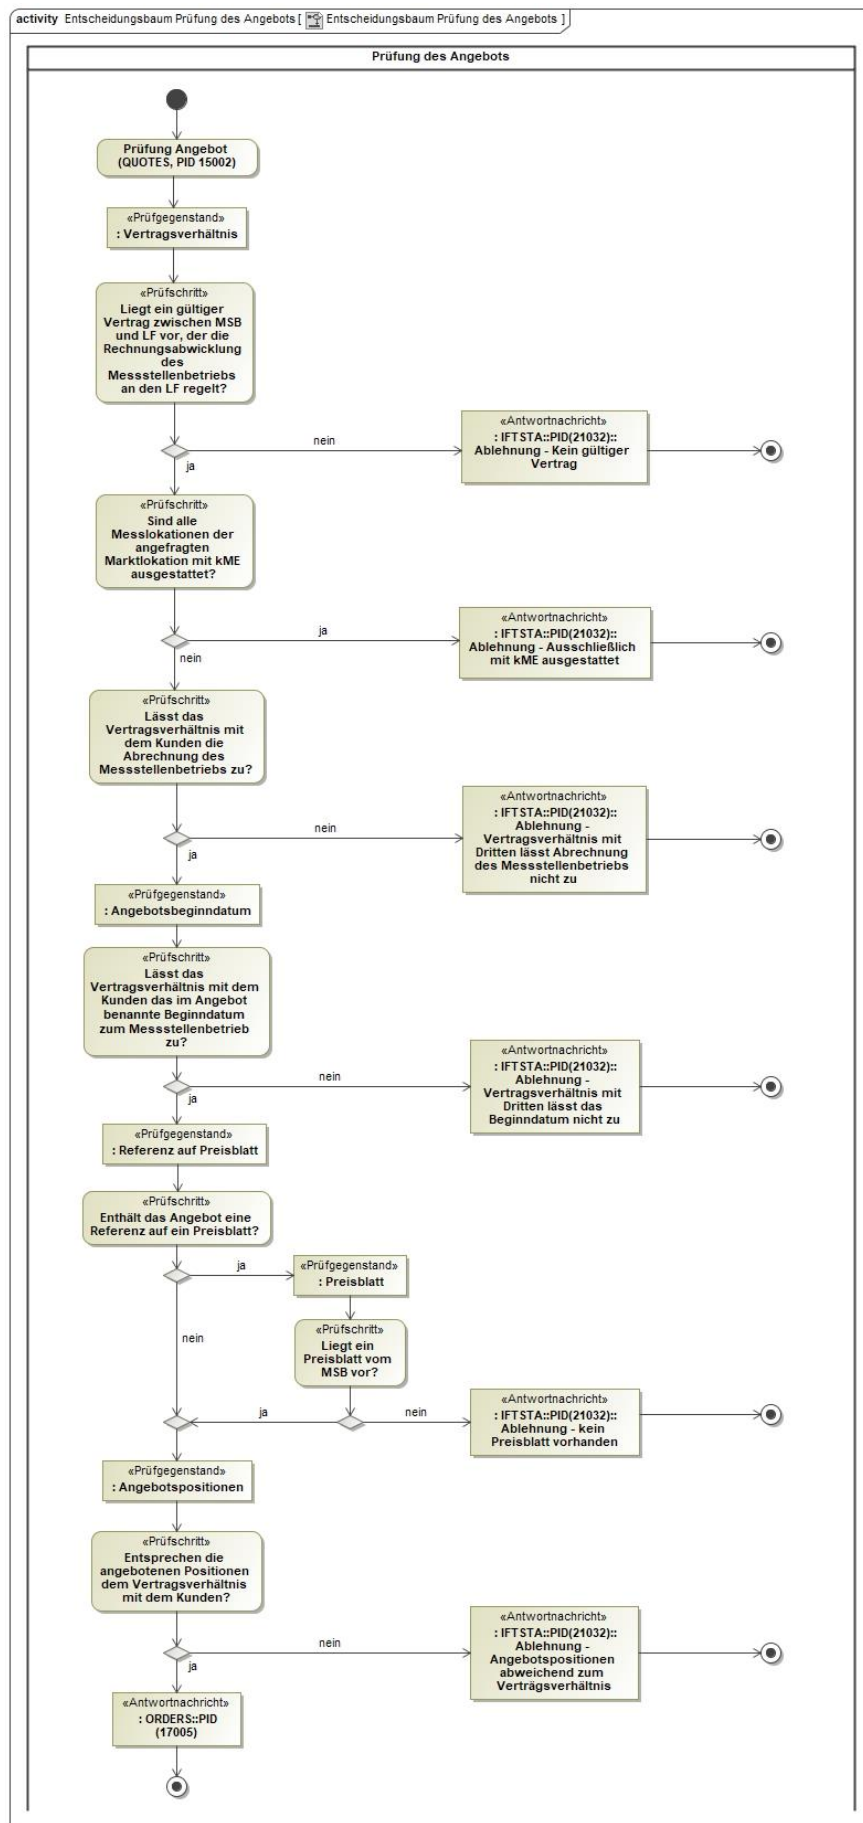 activity Entscheidungsbaum Prüfung des Angebots [ Entscheidungsbaum Prüfung des Angebots ]
Prüfung des Angebots
Prüfung Angebot
(QUOTES, PID 15002)
«Prüfgegenstand»
: Vertragsverhältnis
«Prüfschritt»
Liegt ein gültiger
Vertrag zwischen MSB
und LF vor, der die
Rechnungsabwicklung
des
Messstellenbetriebs
an den LF regelt?
nein
ja
«Antwortnachricht»
: IFTSTA::PID(21032)::
Ablehnung - Kein gültiger
Vertrag
«Prüfschritt»
Sind alle
Messlokationen der
angefragten
Marktlokation mit kME
ausgestattet?
ja
nein
«Antwortnachricht»
: IFTSTA::PID(21032)::
Ablehnung - Ausschließlich
mit kME ausgestattet
«Prüfschritt»
Lässt das
Vertragsverhältnis mit
dem Kunden die
Abrechnung des
Messstellenbetriebs zu?
nein
ja
«Antwortnachricht»
: IFTSTA::PID(21032)::
Ablehnung -
Vertragsverhältnis mit
Dritten lässt Abrechnung
des Messstellenbetriebs
nicht zu
«Prüfgegenstand»
: Angebotsbeginndatum
«Prüfschritt»
Lässt das
Vertragsverhältnis mit dem
Kunden das im Angebot
benannte Beginndatum
zum Messstellenbetrieb
zu?
nein
ja
«Antwortnachricht»
: IFTSTA::PID(21032)::
Ablehnung -
Vertragsverhältnis mit
Dritten lässt das
Beginndatum nicht zu
«Prüfgegenstand»
: Referenz auf Preisblatt
«Prüfschritt»
Enthält das Angebot eine
Referenz auf ein Preisblatt?
ja
nein
«Prüfgegenstand»
: Preisblatt
«Prüfschritt»
Liegt ein
Preisblatt vom
MSB vor?
ja
nein
«Antwortnachricht»
: IFTSTA::PID(21032)::
Ablehnung - kein
Preisblatt vorhanden
«Prüfgegenstand»
: Angebotspositionen
«Prüfschritt»
Entsprechen die
angebotenen Positionen
dem Vertragsverhältnis
mit dem Kunden?
nein
ja
«Antwortnachricht»
: IFTSTA::PID(21032)::
Ablehnung -
Angebotspositionen
abweichend zum
Verträgsverhältnis
«Antwortnachricht»
: ORDERS::PID
(17005)